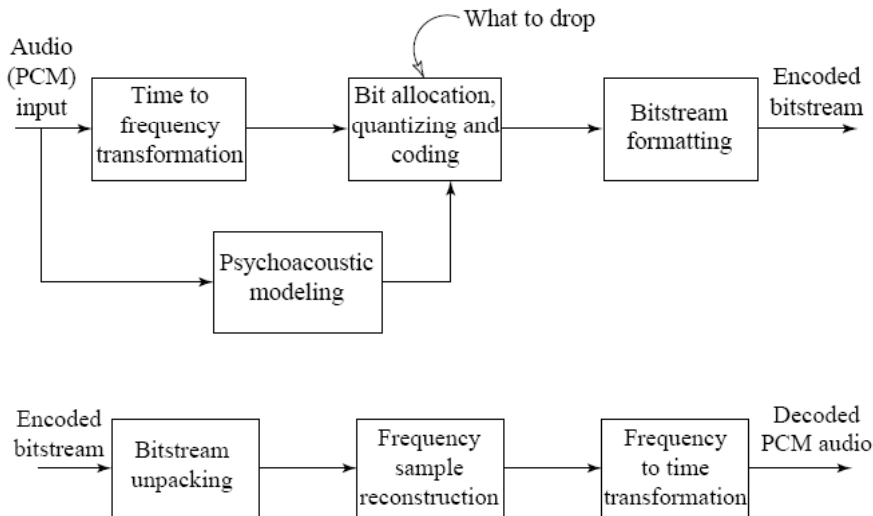 What to drop
Audio
(PCM)
input
Time to
frequency
transformation
Bit allocation,
quantizing and
coding
Bitstream
formatting
Encoded
bitstream
Psychoacoustic
modeling
Encoded
bitstream
Bitstream
unpacking
Frequency
sample
reconstruction
Frequency
to time
transformation
Decoded
PCM audio